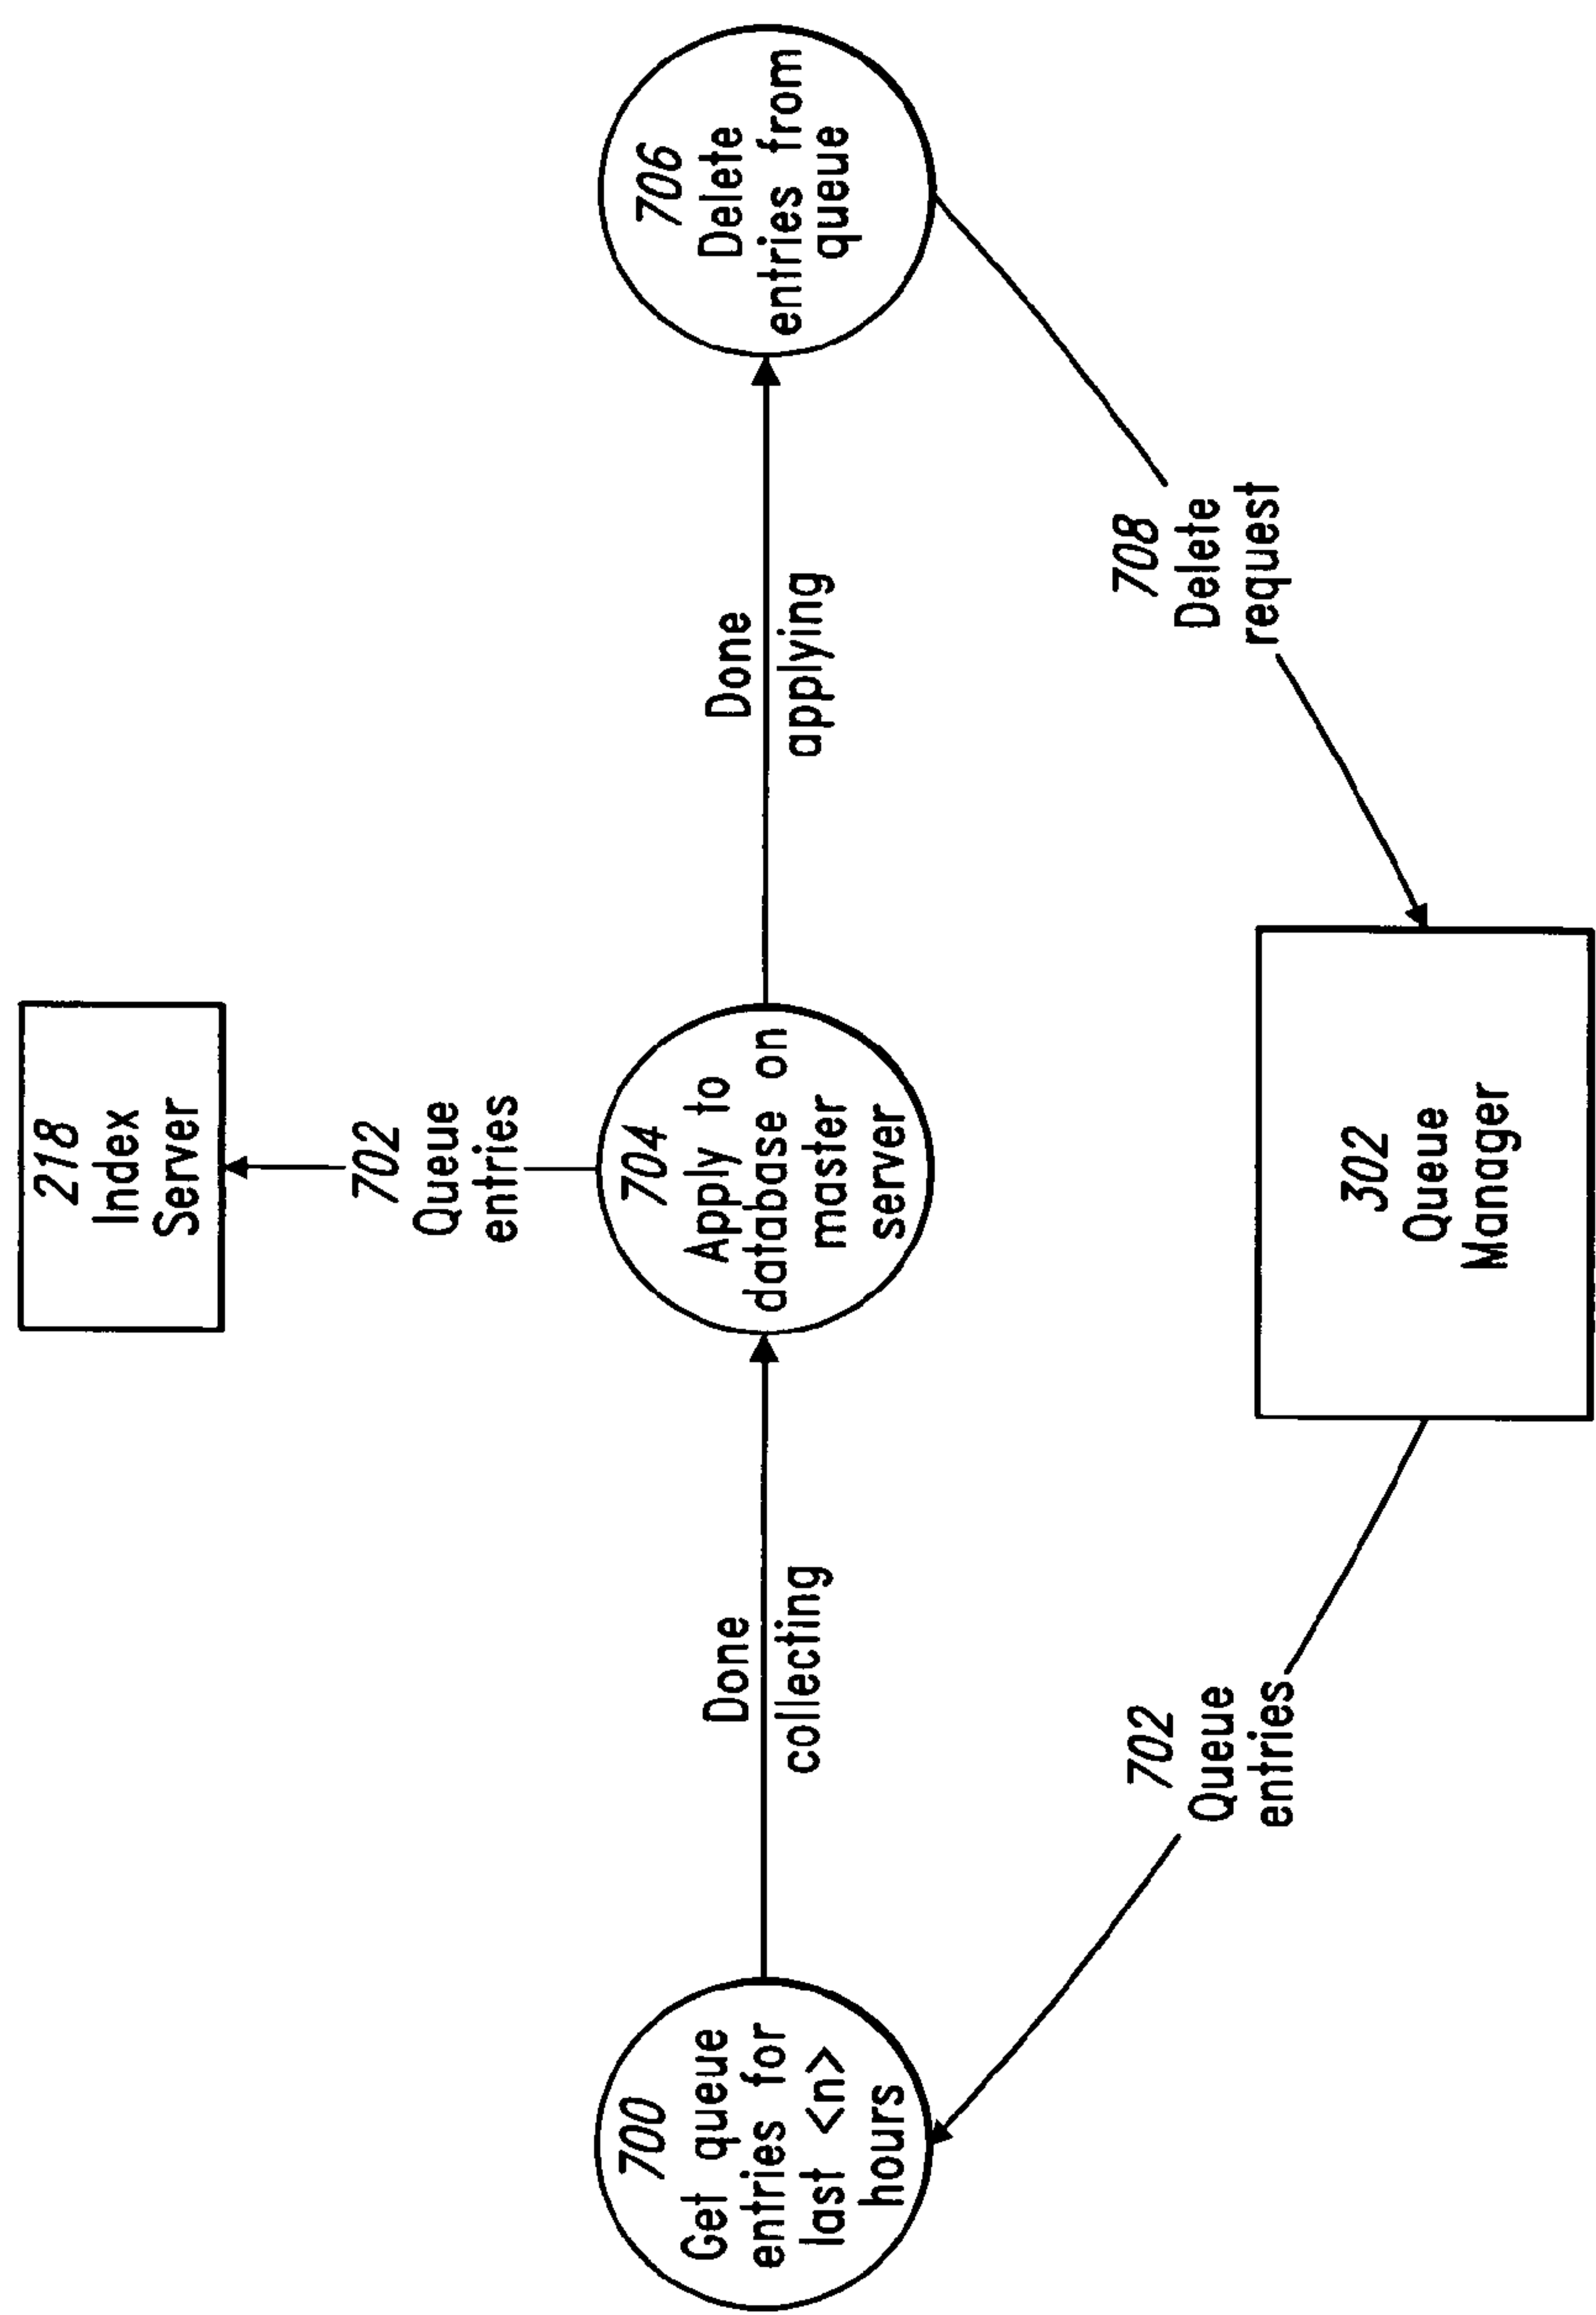 218
Index
Server
702
Queue
entries
700
Get queue
entries for
last <n>
hours
Done
collecting
704
Apply to
database on
master
server
Done
applying
706
Delete
entries from
queue
702
Queue
entries
708
Delete
request
302
Queue
Manager